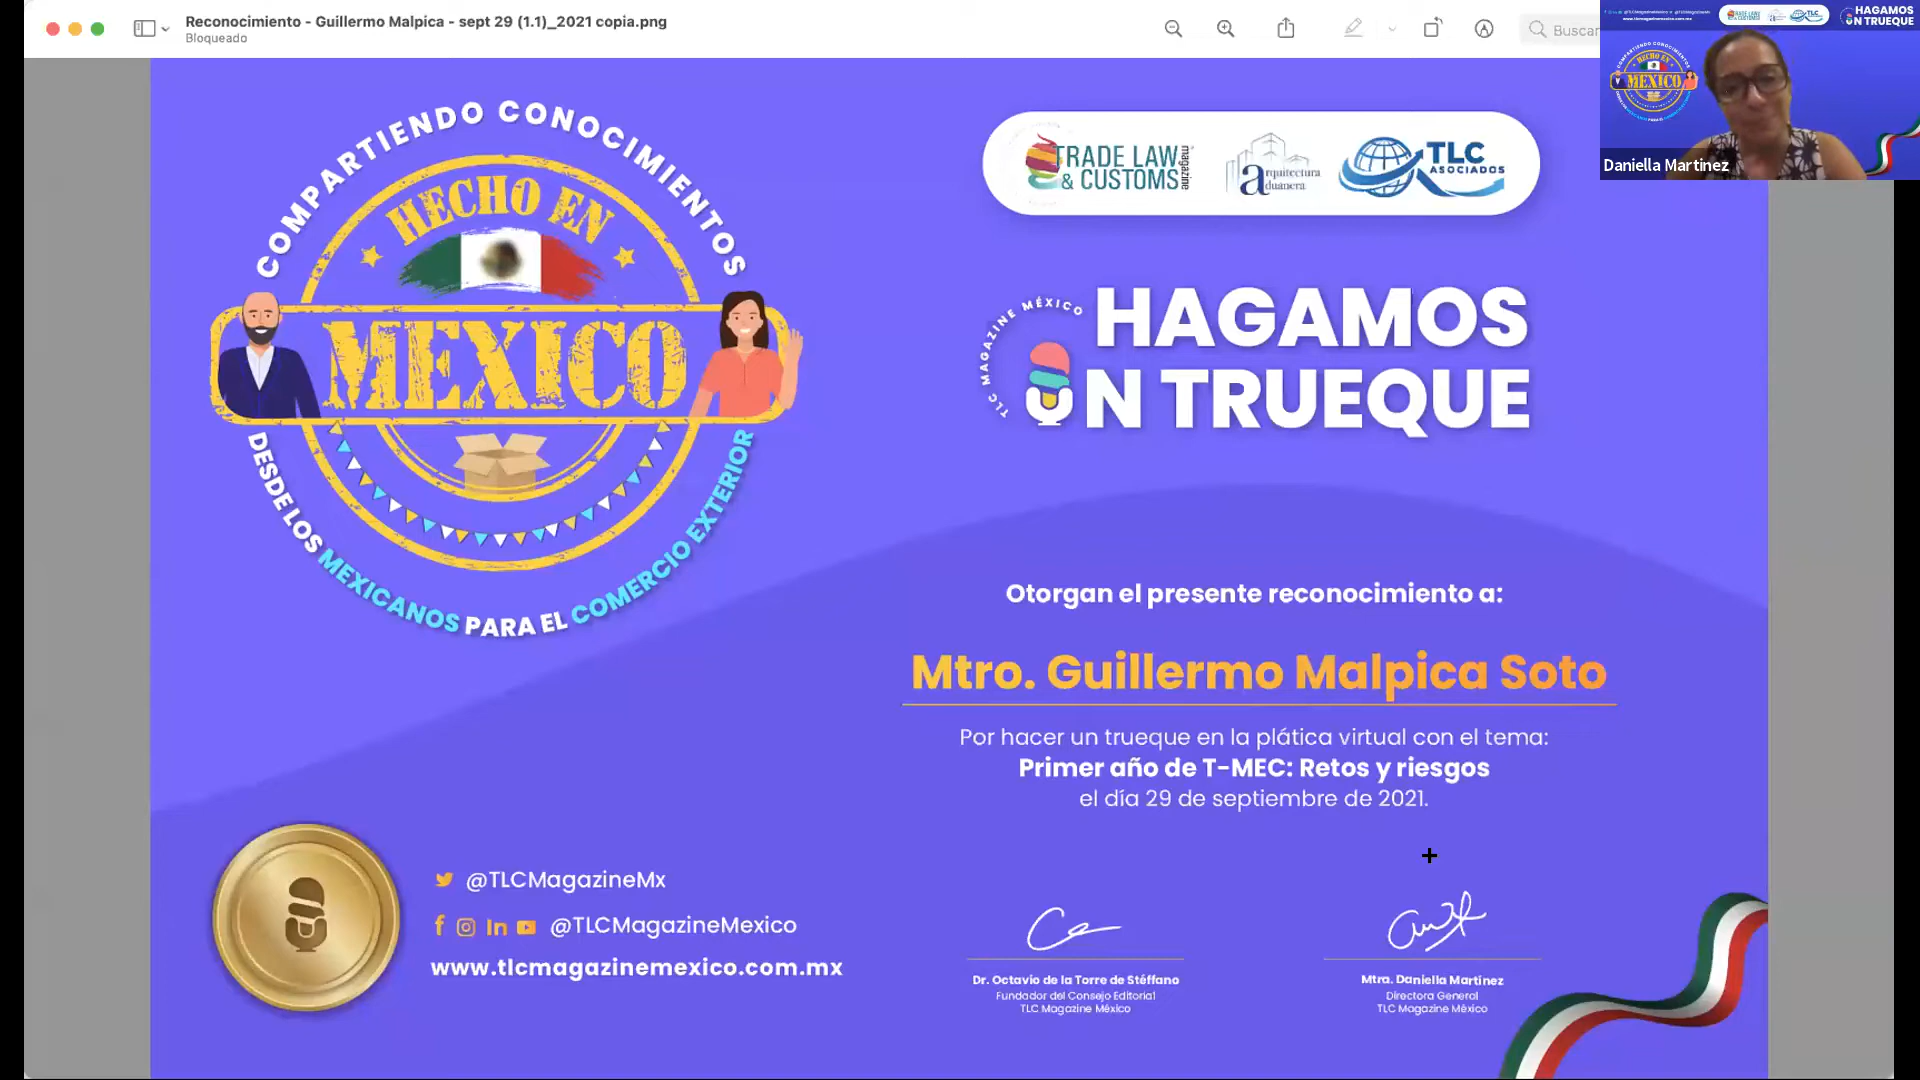 Reconocimiento - Guillermo Malpica - sept 29 (1.1)_2021 copia.png
Bloqueado
Buscar
HAGAMOS
N TRUEQUE
HECHO EN
MEXICO
Daniella Martinez
COMPARTIENDO CONOCIMIENTOS
HECHO EN
MEXICO
DESDE LOS MEXICANOS PARA EL COMERCIO EXTERIOR
TRADE LAW
& CUSTOMS
magazine
arquitectura
aduanera
TLC
ASOCIADOS
TLC MAGAZINE MÉXICO
HAGAMOS
N TRUEQUE
Otorgan el presente reconocimiento a:
Mtro. Guillermo Malpica Soto
Por hacer un trueque en la plática virtual con el tema:
Primer año de T-MEC: Retos y riesgos
el día 29 de septiembre de 2021.
@TLCMagazineMx
@TLCMagazineMexico
www.tlcmagazinemexico.com.mx
Dr. Octavio de la Torre de Stéffano
Fundador del Consejo Editorial
TLC Magazine México
Mtra. Daniella Martínez
Directora General
TLC Magazine México